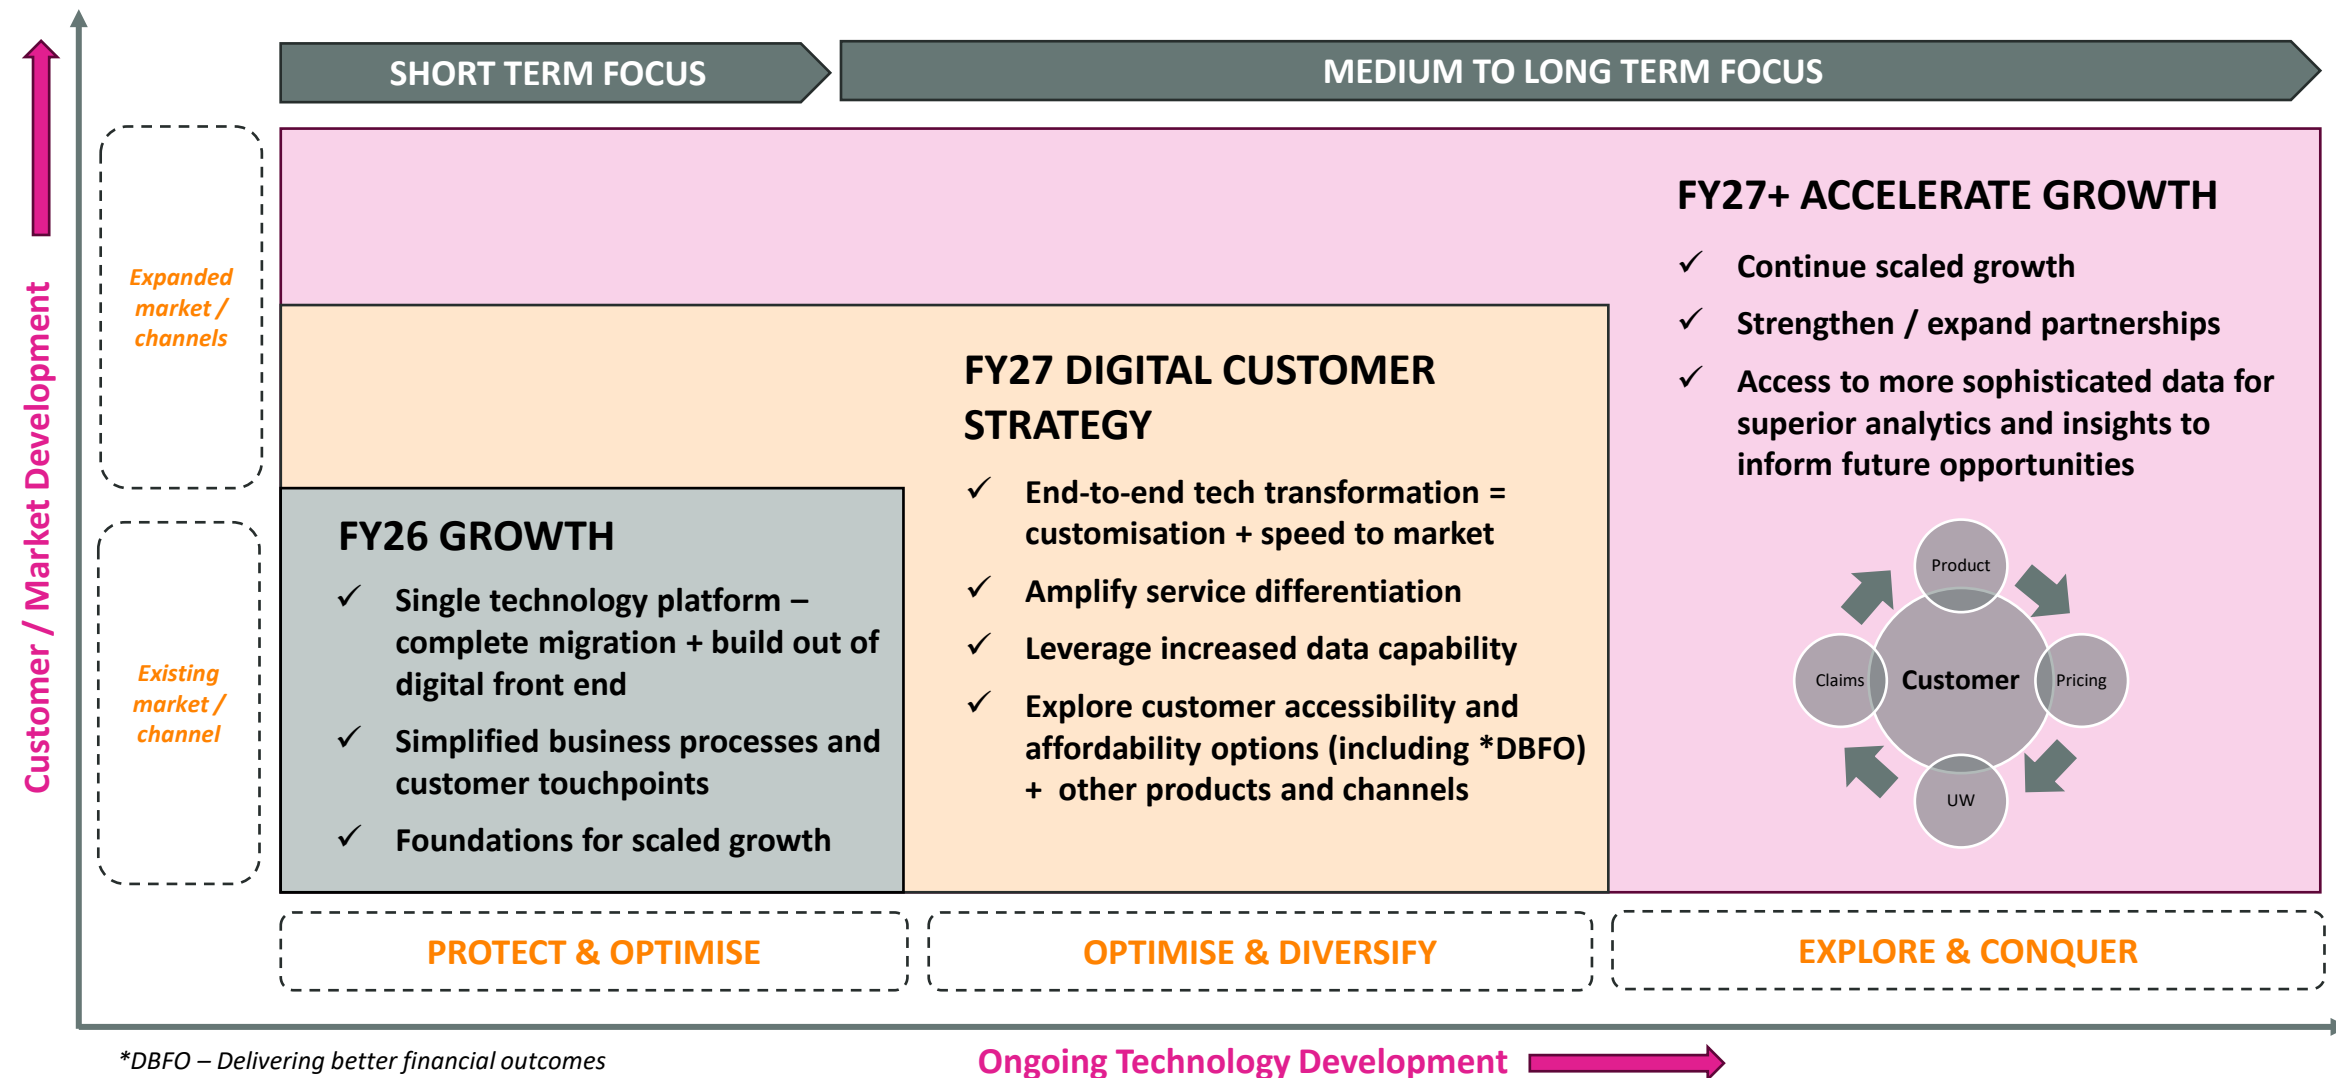 SHORT TERM FOCUS
MEDIUM TO LONG TERM FOCUS
Customer / Market Development
Expanded
market /
channels
Existing
market /
channel
FY26 GROWTH
✓ Single technology platform –
complete migration + build out of
digital front end
✓ Simplified business processes and
customer touchpoints
✓ Foundations for scaled growth
FY27 DIGITAL CUSTOMER
STRATEGY
✓ End-to-end tech transformation =
customisation + speed to market
✓ Amplify service differentiation
✓ Leverage increased data capability
✓ Explore customer accessibility and
affordability options (including *DBFO)
+ other products and channels
FY27+ ACCELERATE GROWTH
✓ Continue scaled growth
✓ Strengthen / expand partnerships
✓ Access to more sophisticated data for
superior analytics and insights to
inform future opportunities
Product
Claims
Customer
Pricing
UW
PROTECT & OPTIMISE
OPTIMISE & DIVERSIFY
EXPLORE & CONQUER
*DBFO – Delivering better financial outcomes
Ongoing Technology Development